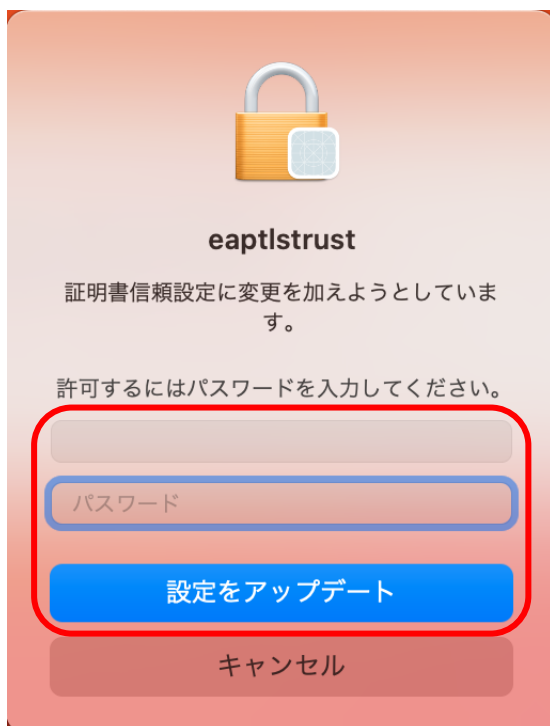 eaptlstrust
証明書信頼設定に変更を加えようとしていま
す。
許可するにはパスワードを入力してください。
パスワード
設定をアップデート
キャンセル